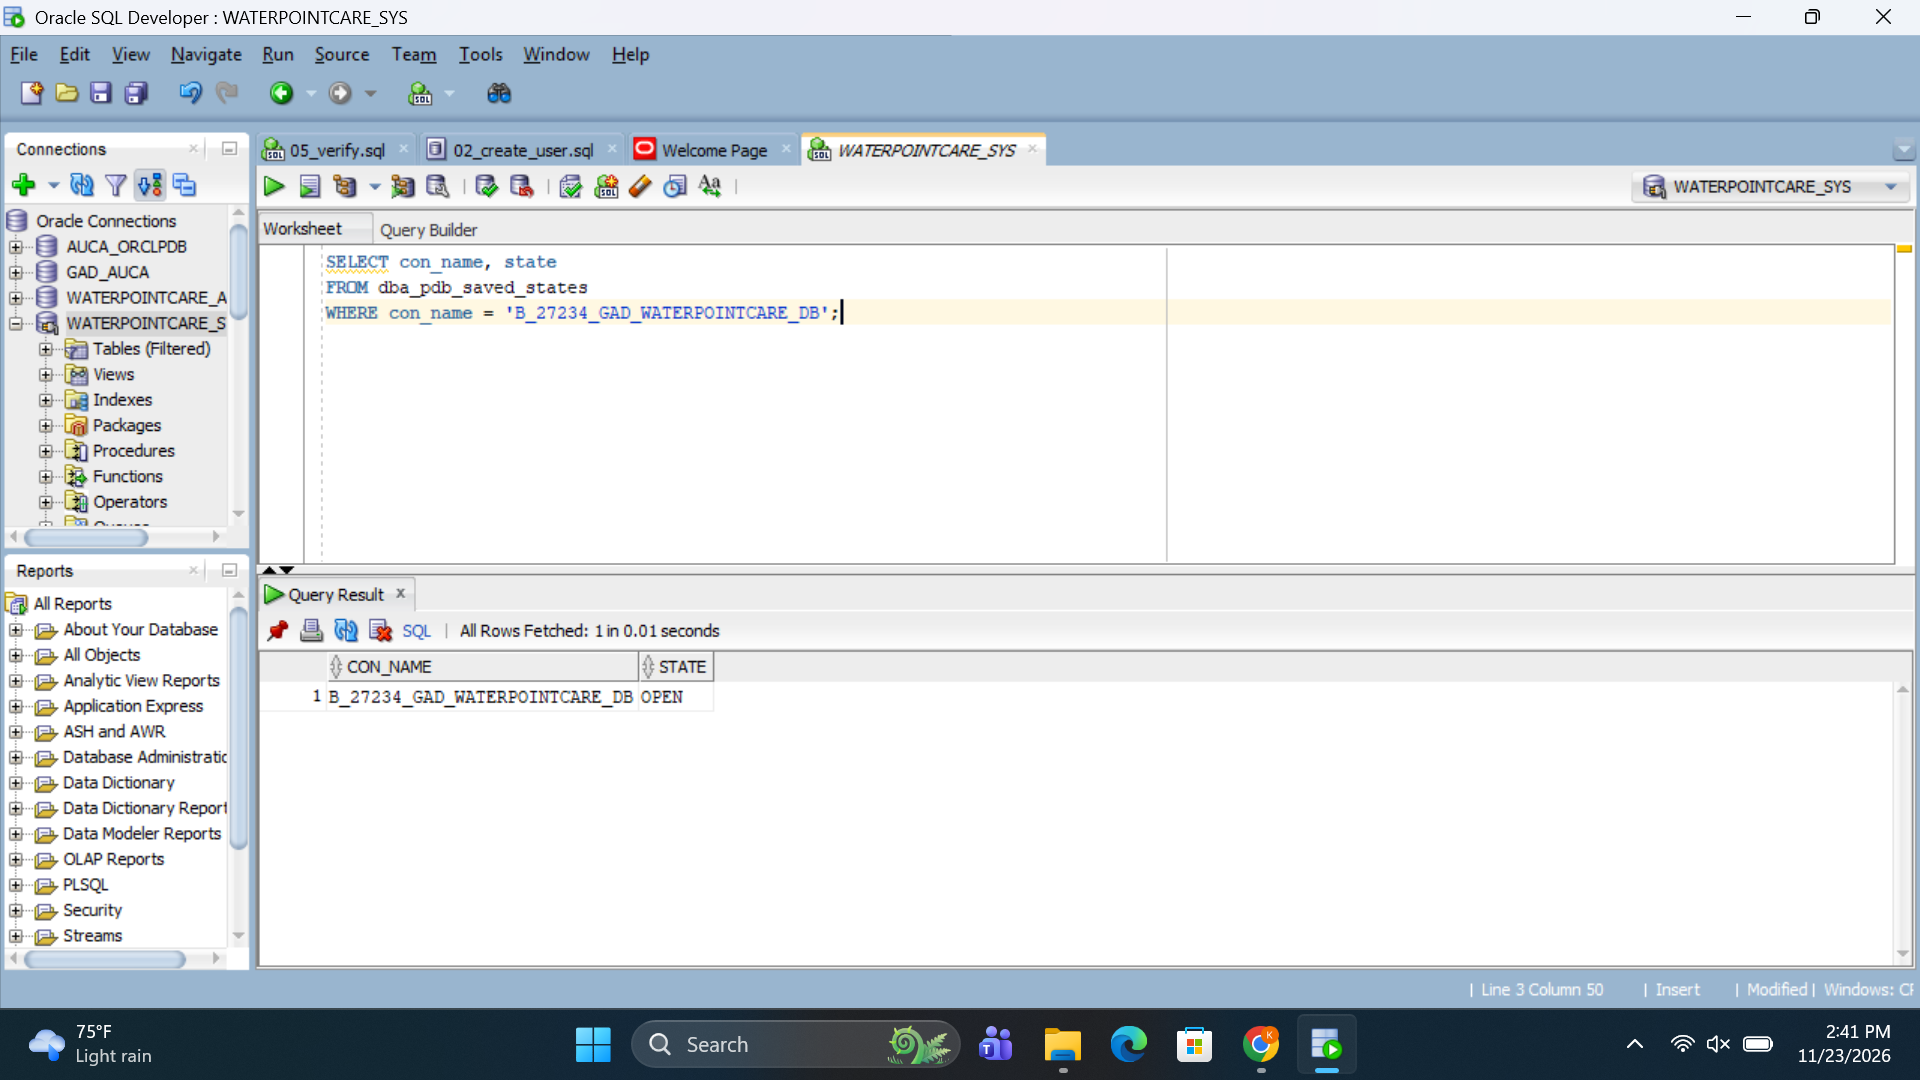 Oracle SQL Developer : WATERPOINTCARE_SYS
File Edit View Navigate Run Source Team Tools Window Help
Connections
Oracle Connections
AUCA_ORCLPDB
GAD_AUCA
WATERPOINTCARE_A
WATERPOINTCARE_S
Tables (Filtered)
Views
Indexes
Packages
Procedures
Functions
Operators
Reports
All Reports
About Your Database
All Objects
Analytic View Reports
Application Express
ASH and AWR
Database Administratic
Data Dictionary
Data Dictionary Report
Data Modeler Reports
OLAP Reports
PLSQL
Security
Streams
05_verify.sql 02_create_user.sql Welcome Page WATERPOINTCARE_SYS
WATERPOINTCARE_SYS
Worksheet Query Builder
SELECT con_name, state
FROM dba_pdb_saved_states
WHERE con_name = 'B_27234_GAD_WATERPOINTCARE_DB';
Query Result
SQL | All Rows Fetched: 1 in 0.01 seconds
CON_NAME STATE
1 B_27234_GAD_WATERPOINTCARE_DB OPEN
| Line 3 Column 50 | Insert | Modified | Windows: CF
75°F
Light rain
Search
2:41 PM
11/23/2026